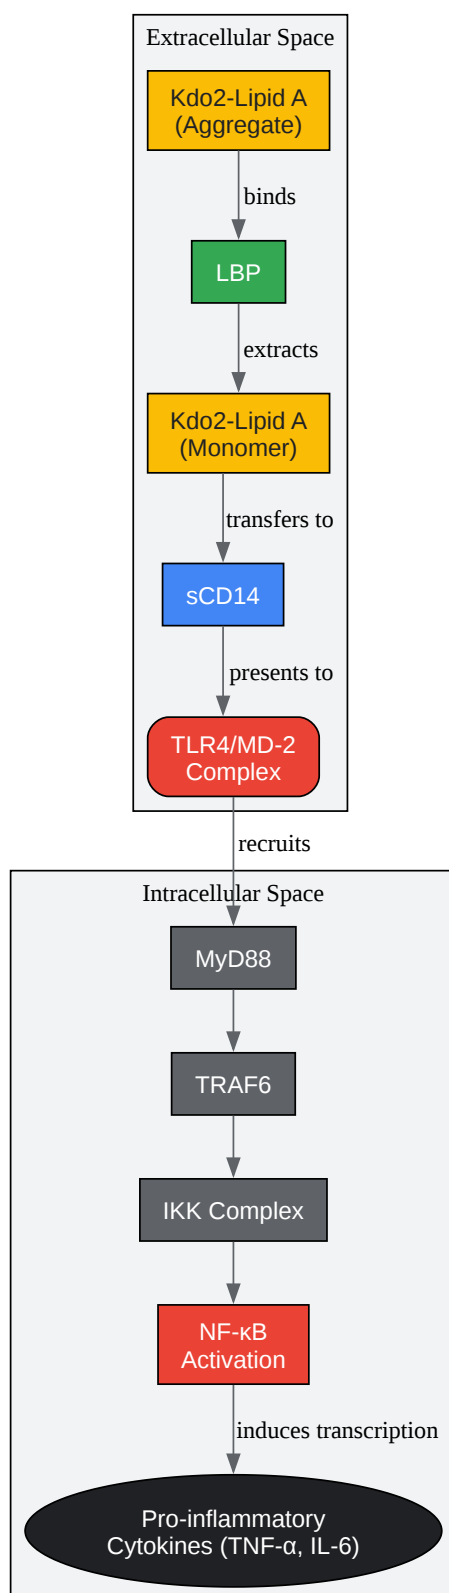 Extracellular Space
Kdo2-Lipid A
(Aggregate)
binds
LBP
extracts
Kdo2-Lipid A
(Monomer)
transfers to
sCD14
presents to
TLR4/MD-2
Complex
recruits
Intracellular Space
MyD88
TRAF6
IKK Complex
NF-κB
Activation
induces transcription
Pro-inflammatory
Cytokines (TNF-α, IL-6)